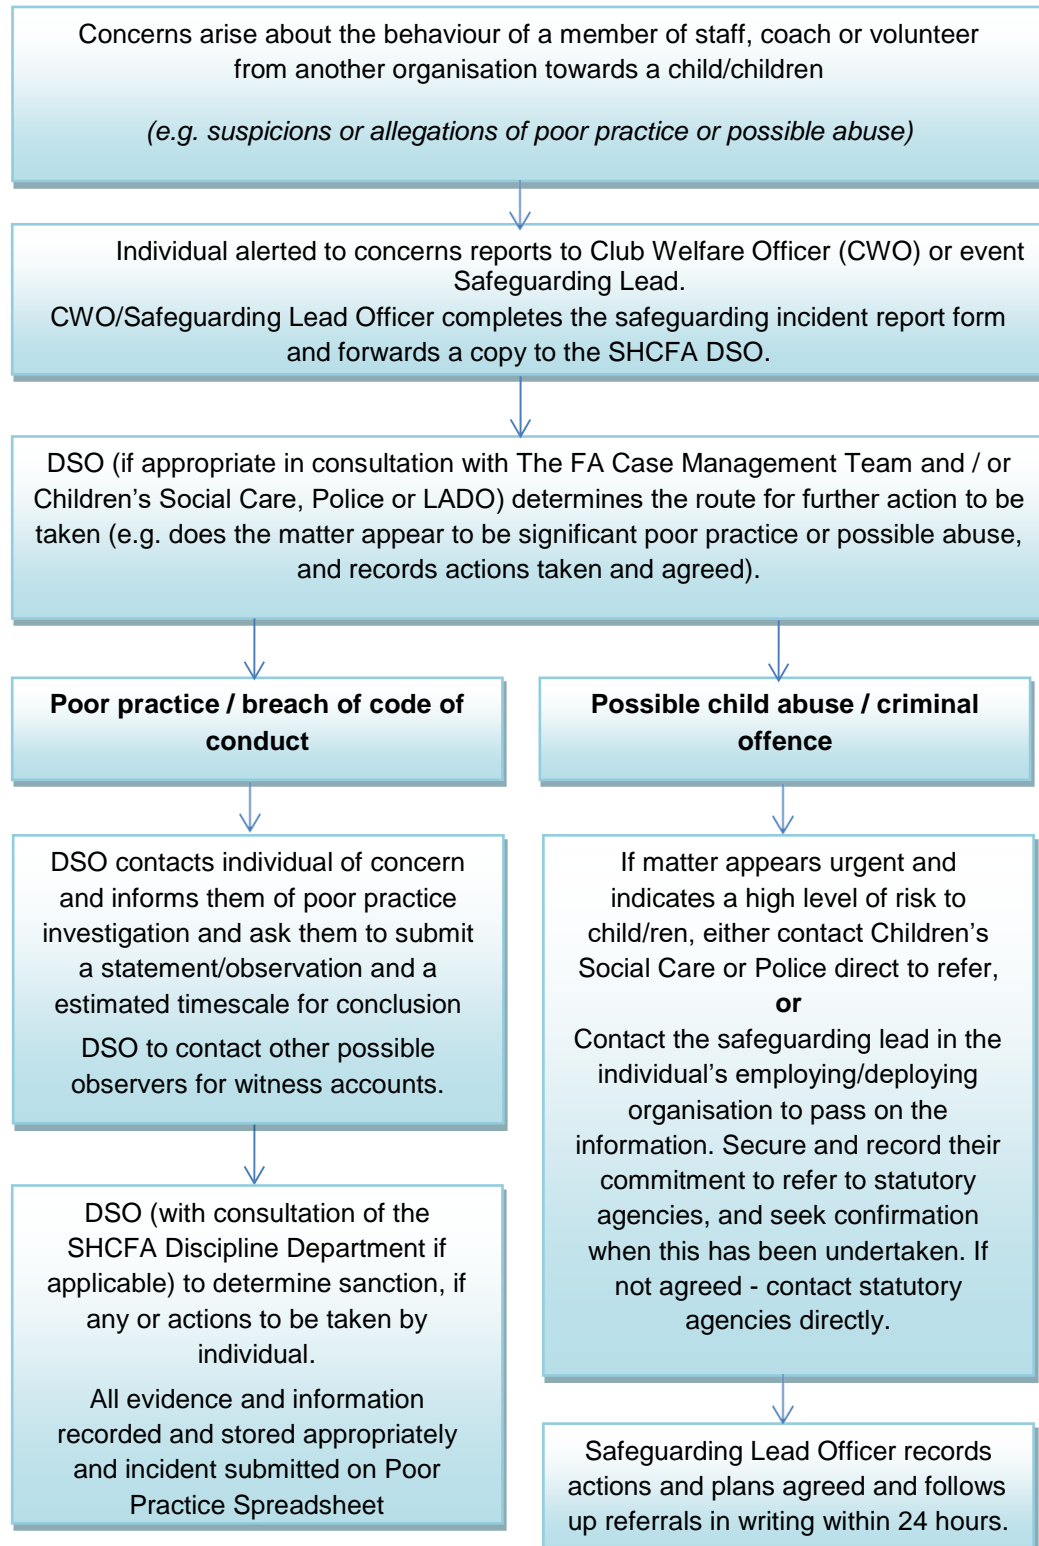 Concerns arise about the behaviour of a member of staff, coach or volunteer
from another organisation towards a child/children
(e.g. suspicions or allegations of poor practice or possible abuse)
Individual alerted to concerns reports to Club Welfare Officer (CWO) or event
Safeguarding Lead.
CWO/Safeguarding Lead Officer completes the safeguarding incident report form
and forwards a copy to the SHCFA DSO.
DSO (if appropriate in consultation with The FA Case Management Team and / or
Children's Social Care, Police or LADO) determines the route for further action to be
taken (e.g. does the matter appear to be significant poor practice or possible abuse,
and records actions taken and agreed).
Poor practice / breach of code of
conduct
DSO contacts individual of concern
and informs them of poor practice
investigation and ask them to submit
a statement/observation and a
estimated timescale for conclusion
DSO to contact other possible
observers for witness accounts.
DSO (with consultation of the
SHCFA Discipline Department if
applicable) to determine sanction, if
any or actions to be taken by
individual.
All evidence and information
recorded and stored appropriately
and incident submitted on Poor
Practice Spreadsheet
Possible child abuse / criminal
offence
If matter appears urgent and
indicates a high level of risk to
child/ren, either contact Children's
Social Care or Police direct to refer,
or
Contact the safeguarding lead in the
individual's employing/deploying
organisation to pass on the
information. Secure and record their
commitment to refer to statutory
agencies, and seek confirmation
when this has been undertaken. If
not agreed - contact statutory
agencies directly.
Safeguarding Lead Officer records
actions and plans agreed and follows
up referrals in writing within 24 hours.